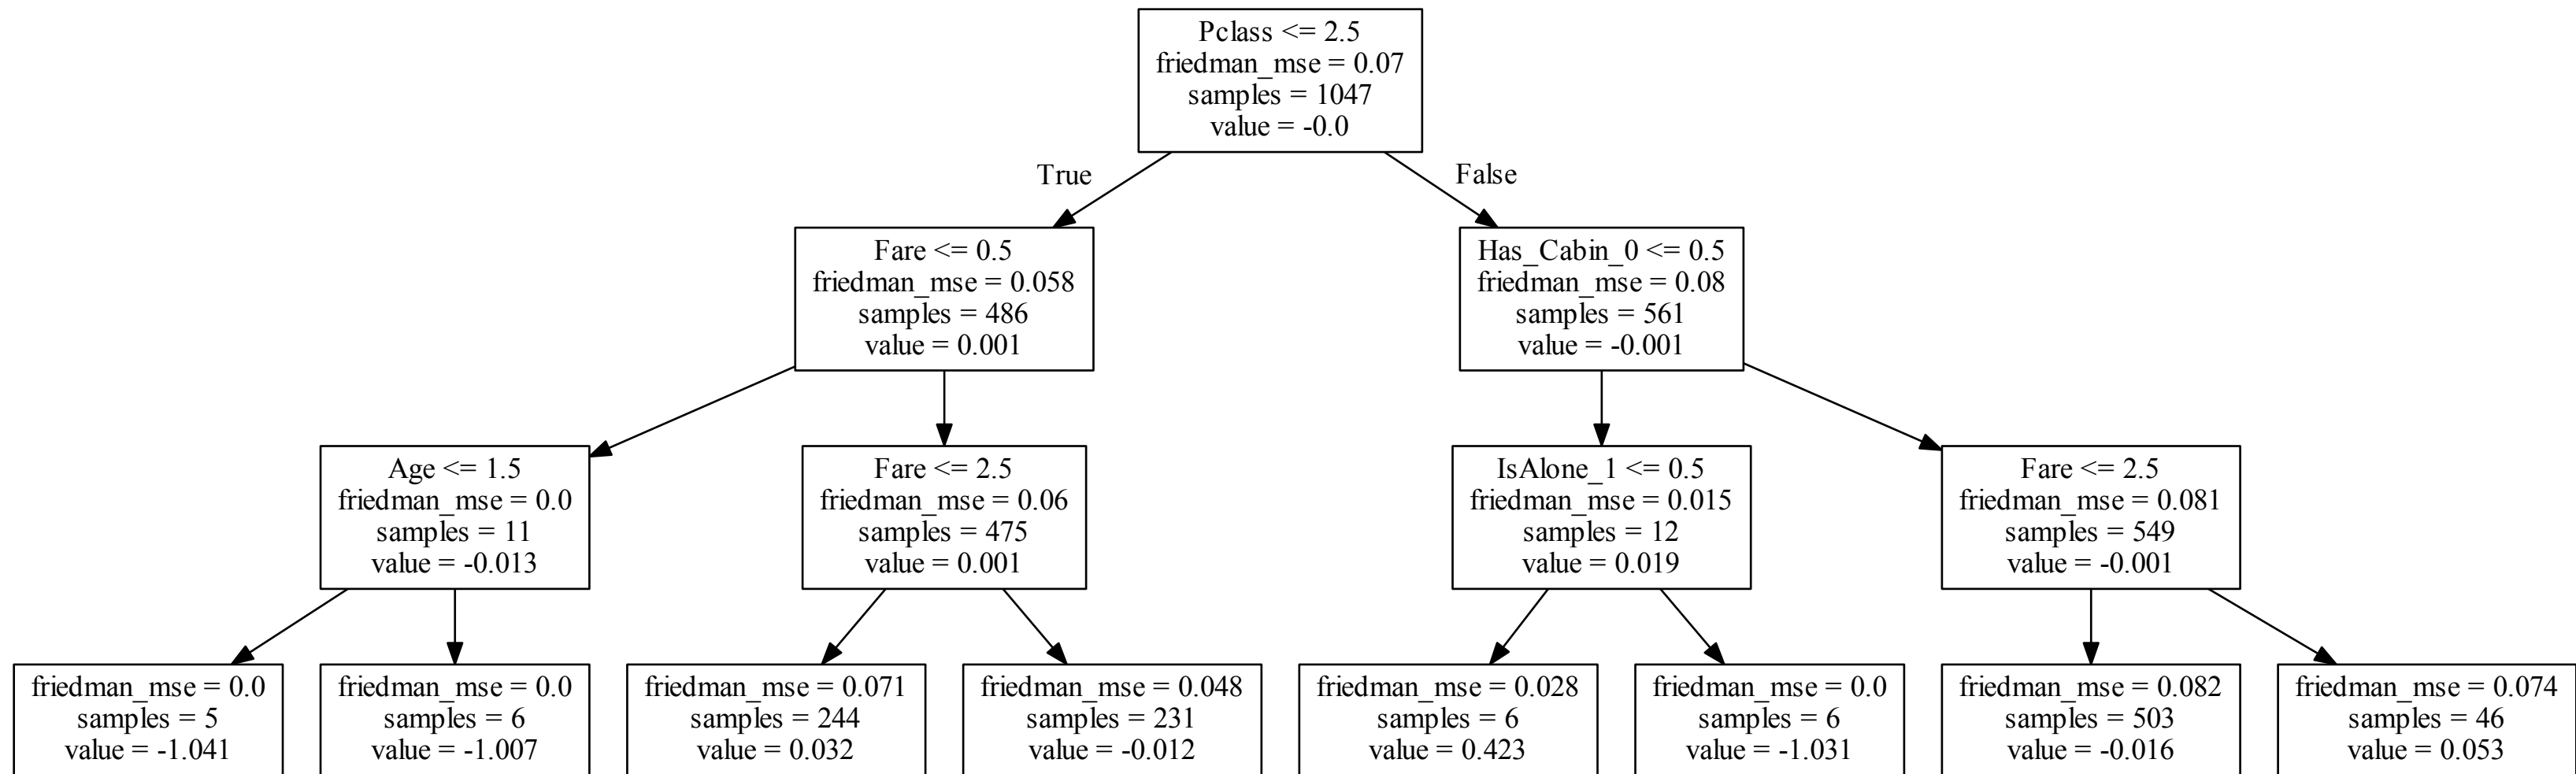 Pclass <= 2.5
friedman_mse = 0.07
samples = 1047
value = -0.0
True
False
Fare <= 0.5
friedman_mse = 0.058
samples = 486
value = 0.001
Has_Cabin_0 <= 0.5
friedman_mse = 0.08
samples = 561
value = -0.001
Age <= 1.5
friedman_mse = 0.0
samples = 11
value = -0.013
Fare <= 2.5
friedman_mse = 0.06
samples = 475
value = 0.001
IsAlone_1 <= 0.5
friedman_mse = 0.015
samples = 12
value = 0.019
Fare <= 2.5
friedman_mse = 0.081
samples = 549
value = -0.001
friedman_mse = 0.0
samples = 5
value = -1.041
friedman_mse = 0.0
samples = 6
value = -1.007
friedman_mse = 0.071
samples = 244
value = 0.032
friedman_mse = 0.048
samples = 231
value = -0.012
friedman_mse = 0.028
samples = 6
value = 0.423
friedman_mse = 0.0
samples = 6
value = -1.031
friedman_mse = 0.082
samples = 503
value = -0.016
friedman_mse = 0.074
samples = 46
value = 0.053